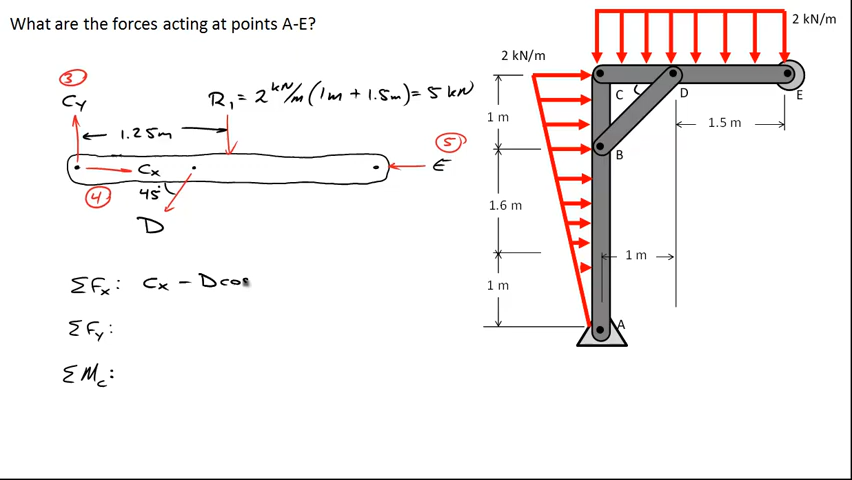 What are the forces acting at points A-E?
2 kN/m
2 kN/m
③
Cy
R₁ = 2 kN/m (1m + 1.5m) = 5 kN
1.25m
⑤
E
Cx
④
45°
D
ΣFx: Cx - Dcos
ΣFy:
ΣMc:
C
D
E
1 m
1.5 m
B
1.6 m
1 m
1 m
A